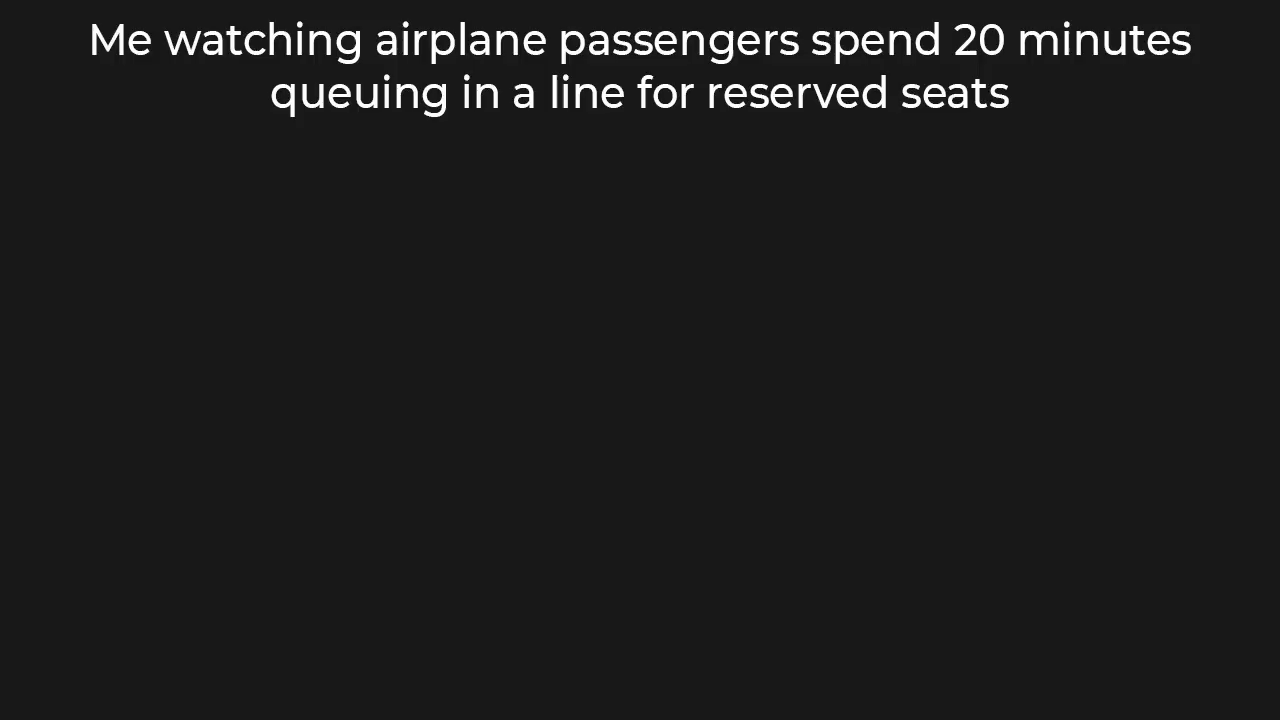 Me watching airplane passengers spend 20 minutes
queuing in a line for reserved seats